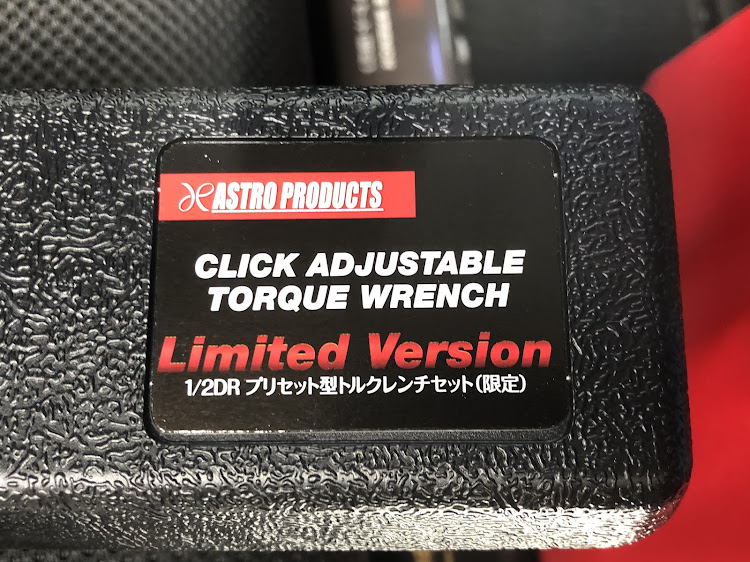 ASTRO PRODUCTS
CLICK ADJUSTABLE
TORQUE WRENCH
Limited Version
1/2DR プリセット型トルクレンチセット(限定)